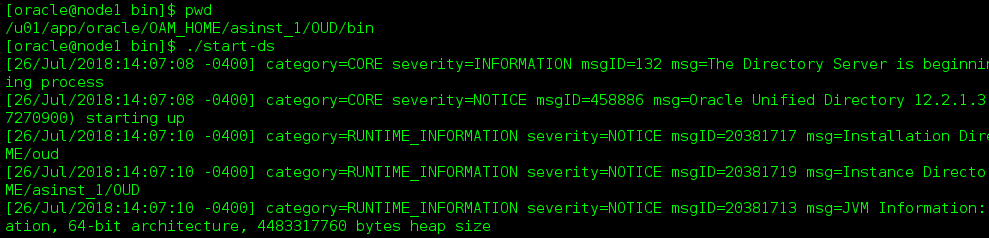 [oracle@node1 bin]$ pwd
/u01/app/oracle/OAM_HOME/asinst_1/OUD/bin
[oracle@node1 bin]$ ./start-ds
[26/Jul/2018:14:07:08 -0400] category=CORE severity=INFORMATION msgID=132 msg=The Directory Server is beginni
ing process
[26/Jul/2018:14:07:08 -0400] category=CORE severity=NOTICE msgID=458886 msg=Oracle Unified Directory 12.2.1.3
7270900) starting up
[26/Jul/2018:14:07:10 -0400] category=RUNTIME_INFORMATION severity=NOTICE msgID=20381717 msg=Installation Dire
ME/oud
[26/Jul/2018:14:07:10 -0400] category=RUNTIME_INFORMATION severity=NOTICE msgID=20381719 msg=Instance Directo
ME/asinst_1/OUD
[26/Jul/2018:14:07:10 -0400] category=RUNTIME_INFORMATION severity=NOTICE msgID=20381713 msg=JVM Information:
ation, 64-bit architecture, 4483317760 bytes heap size